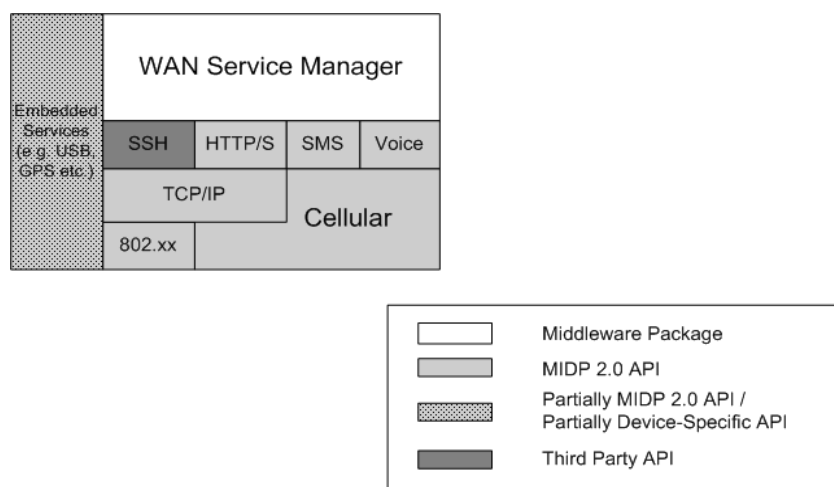 WAN Service Manager
Embedded
Services
(e.g. USB,
GPS etc.)
SSH
HTTP/S
SMS
Voice
TCP/IP
Cellular
802.xx
Middleware Package
MIDP 2.0 API
Partially MIDP 2.0 API /
Partially Device-Specific API
Third Party API